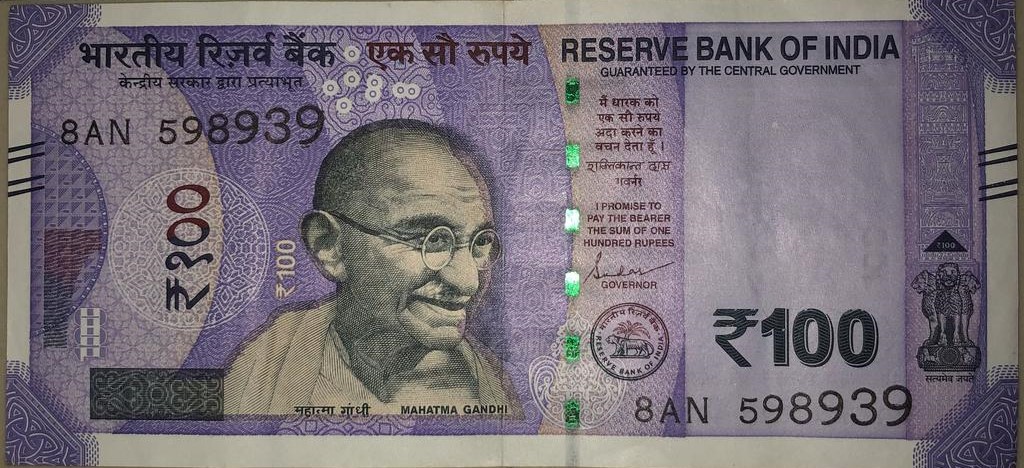 भारतीय रिज़र्व बैंक
एक सौ रुपये
RESERVE BANK OF INDIA
केन्द्रीय सरकार द्वारा प्रत्याभूत
GUARANTEED BY THE CENTRAL GOVERNMENT
8AN 598939
मैं धारक को
एक सौ रुपये
अदा करने का
वचन देता हूँ ।
शक्तिकान्त दास
गवर्नर
I PROMISE TO
PAY THE BEARER
THE SUM OF ONE
HUNDRED RUPEES
GOVERNOR
₹१००
₹100
₹100
भारतीय रिज़र्व बैंक
RESERVE BANK OF INDIA
₹100
सत्यमेव जयते
महात्मा गांधी
MAHATMA GANDHI
8AN 598939